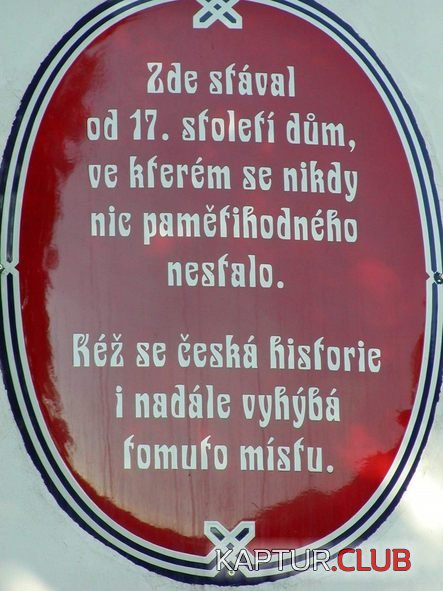 Zde stával
od 17. století dům,
ve kterém se nikdy
nic pamětihodného
nestalo.
Kéž se česká historie
i nadále vyhýbá
tomuto místu.
KAPTUR.CLUB